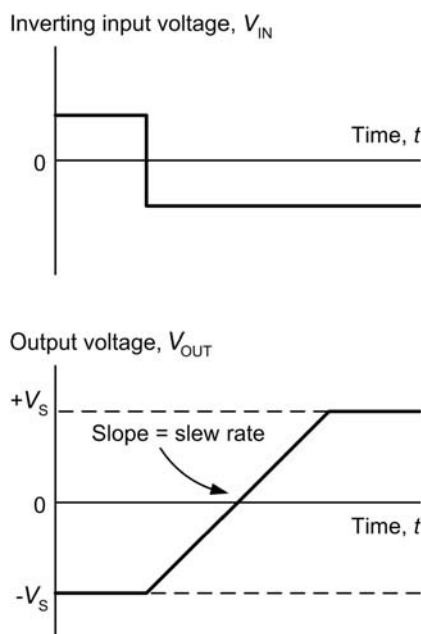 Inverting input voltage, V_IN
Time, t
0
Output voltage, V_OUT
+V_S
Slope = slew rate
0
Time, t
-V_S